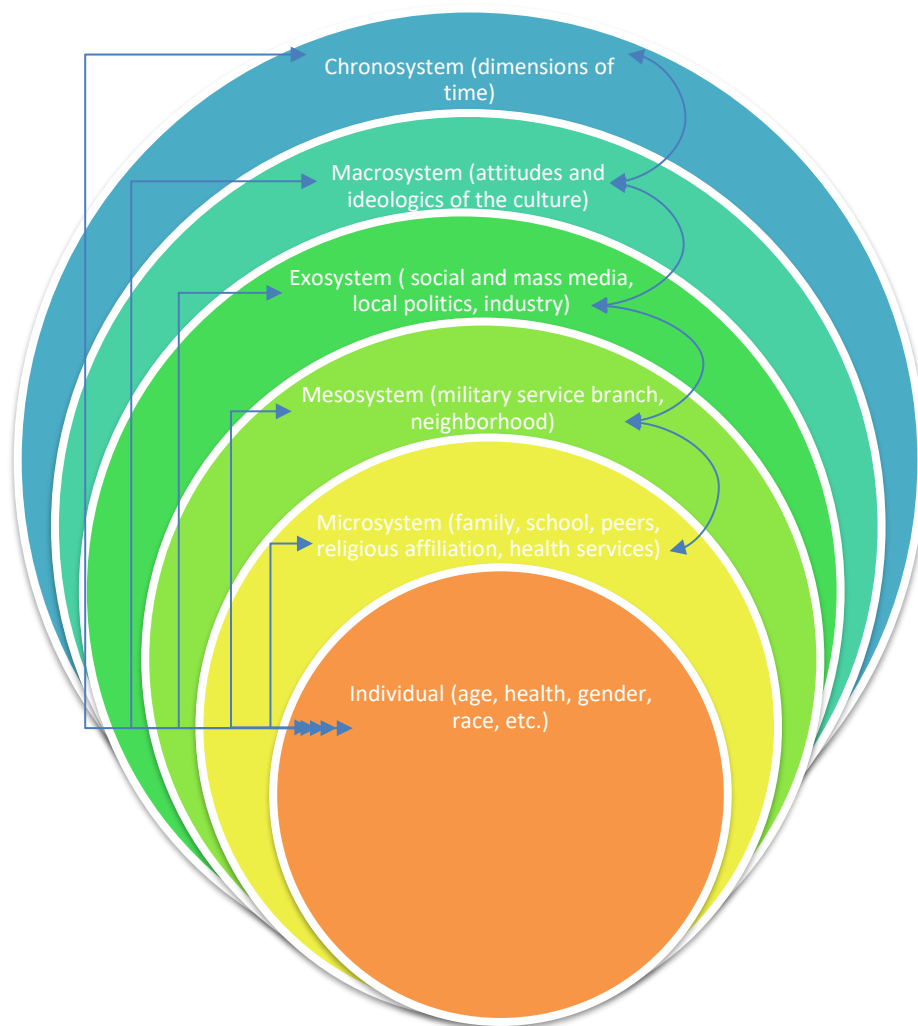 Chronosystem (dimensions of
time)
Macrosystem (attitudes and
ideologics of the culture)
Exosystem ( social and mass media,
local politics, industry)
Mesosystem (military service branch,
neighborhood)
Microsystem (family, school, peers,
religious affiliation, health services)
Individual (age, health, gender,
race, etc.)